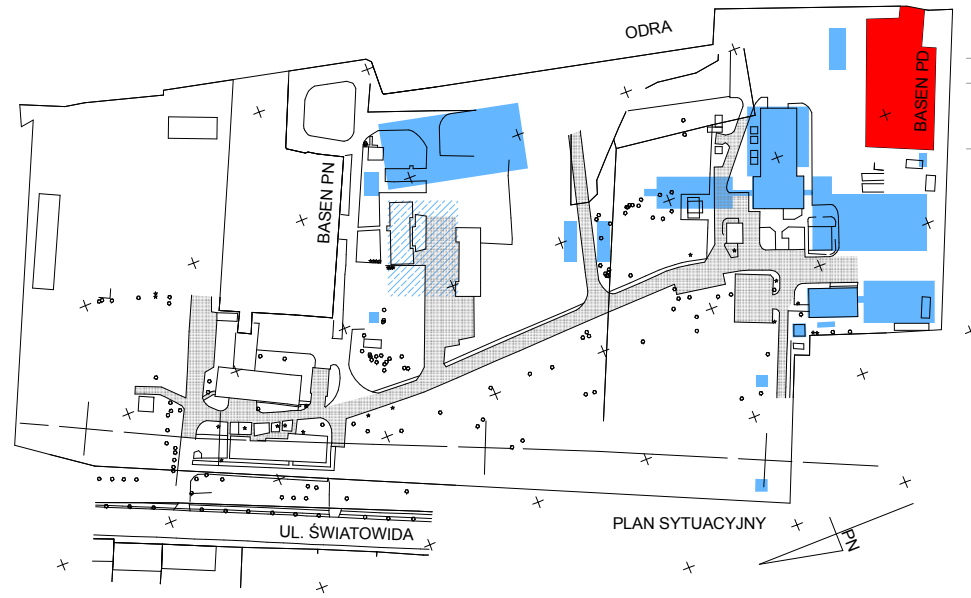 ODRA
BASEN PD
BASEN PN
UL. ŚWIATOWIDA
PLAN SYTUACYJNY
PN